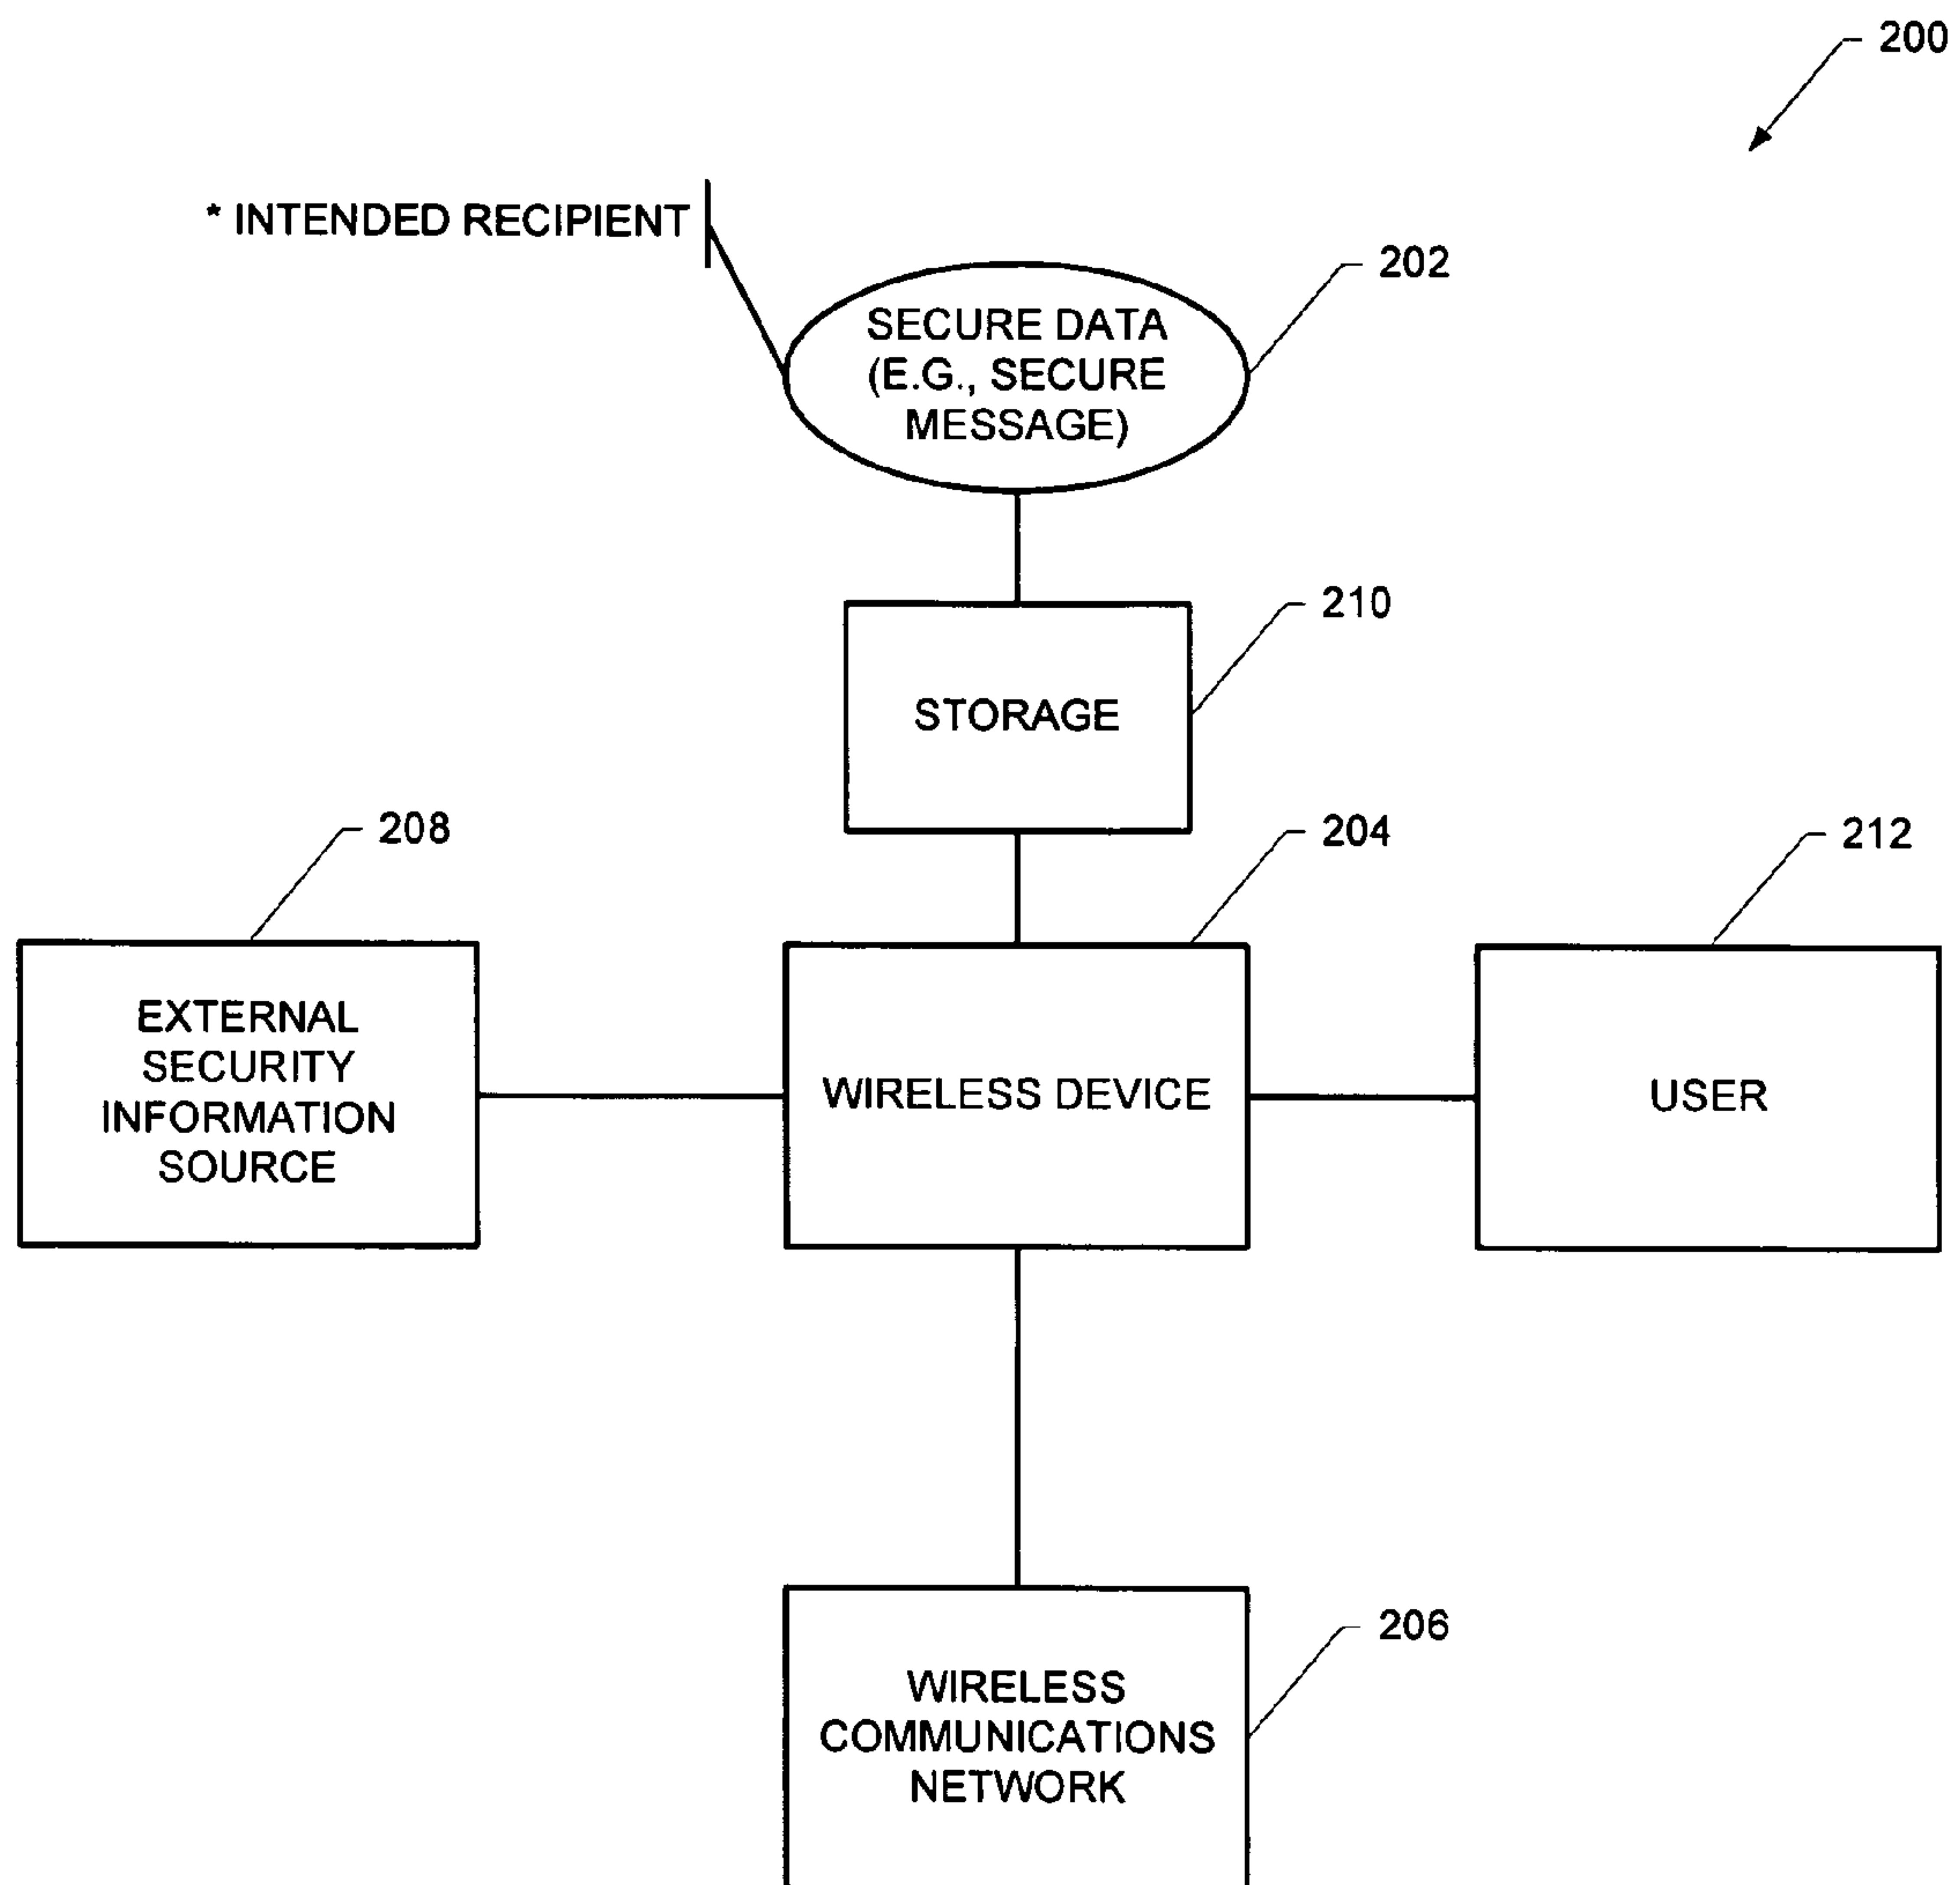 200
* INTENDED RECIPIENT
202
SECURE DATA
(E.G., SECURE
MESSAGE)
210
STORAGE
208
204
212
EXTERNAL
SECURITY
INFORMATION
SOURCE
WIRELESS DEVICE
USER
206
WIRELESS
COMMUNICATIONS
NETWORK